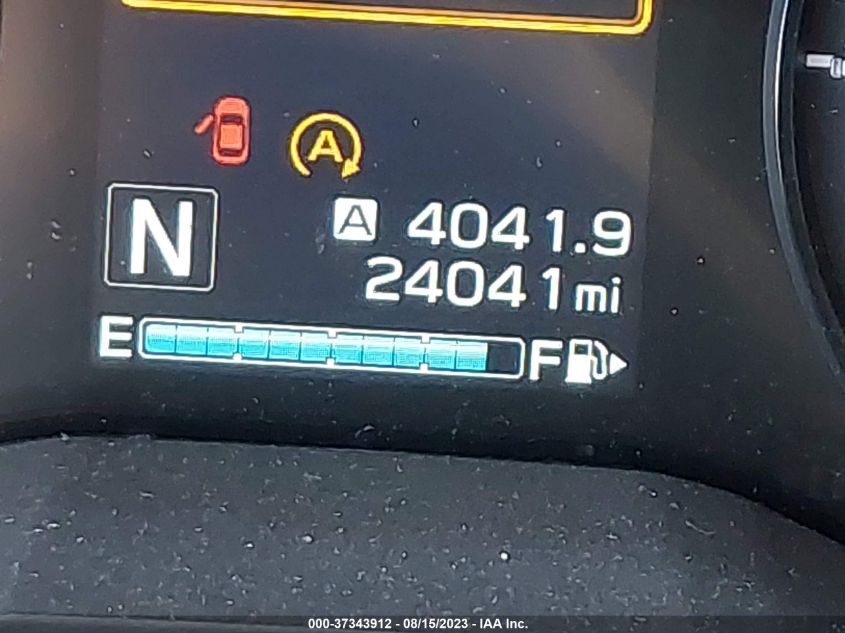 A
N
A 4041.9
24041 mi
E F
000-37343912 - 08/15/2023 - IAA Inc.